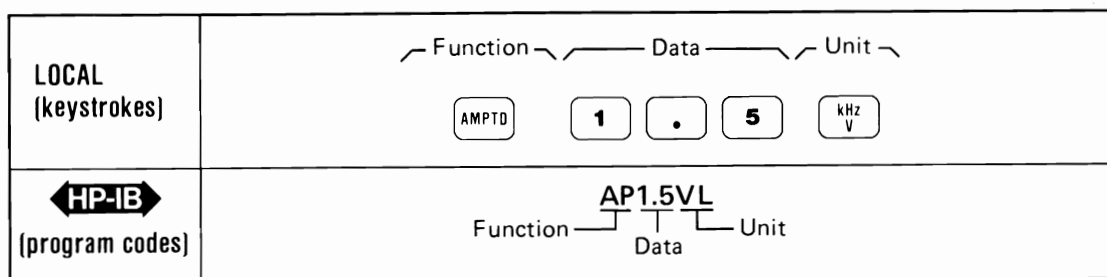 LOCAL
(keystrokes)
Function Data Unit
AMPTD 1 . 5 kHz
V
HP-IB
(program codes)
AP1.5VL
Function Data Unit